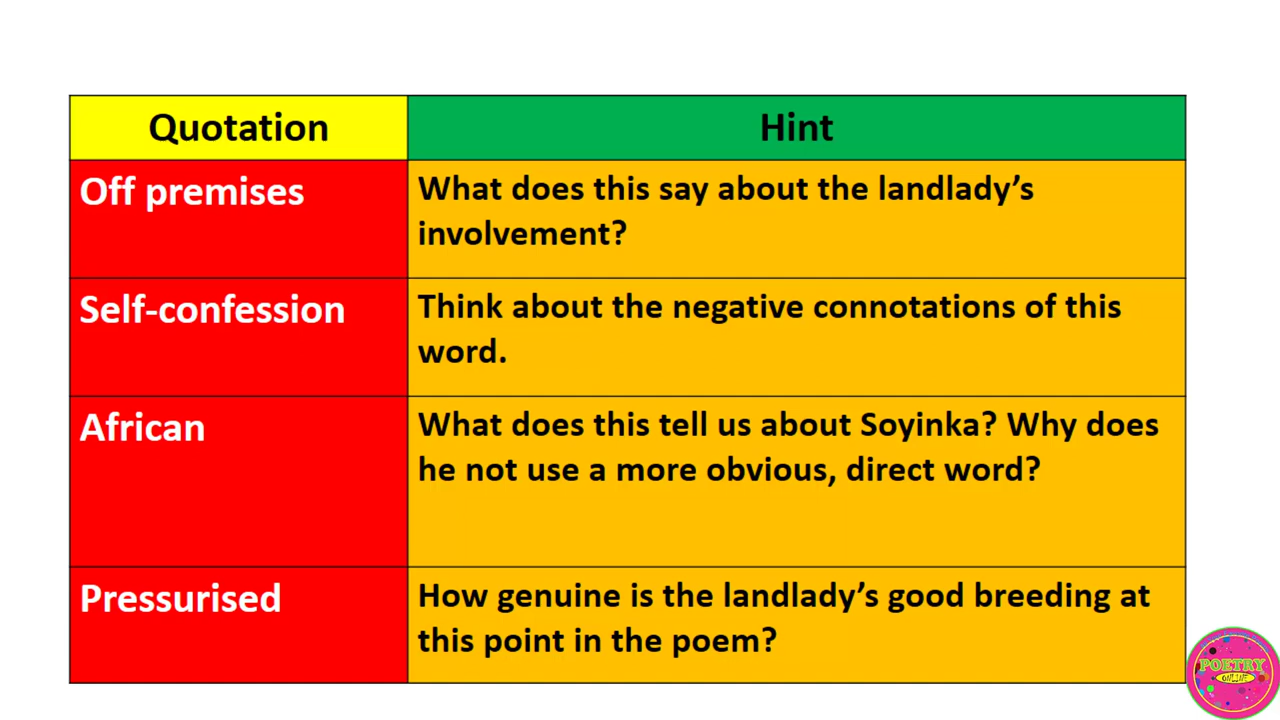 Quotation
Hint
Off premises
What does this say about the landlady’s
involvement?
Self-confession
Think about the negative connotations of this
word.
African
What does this tell us about Soyinka? Why does
he not use a more obvious, direct word?
Pressurised
How genuine is the landlady’s good breeding at
this point in the poem?
POETRY
ONLINE